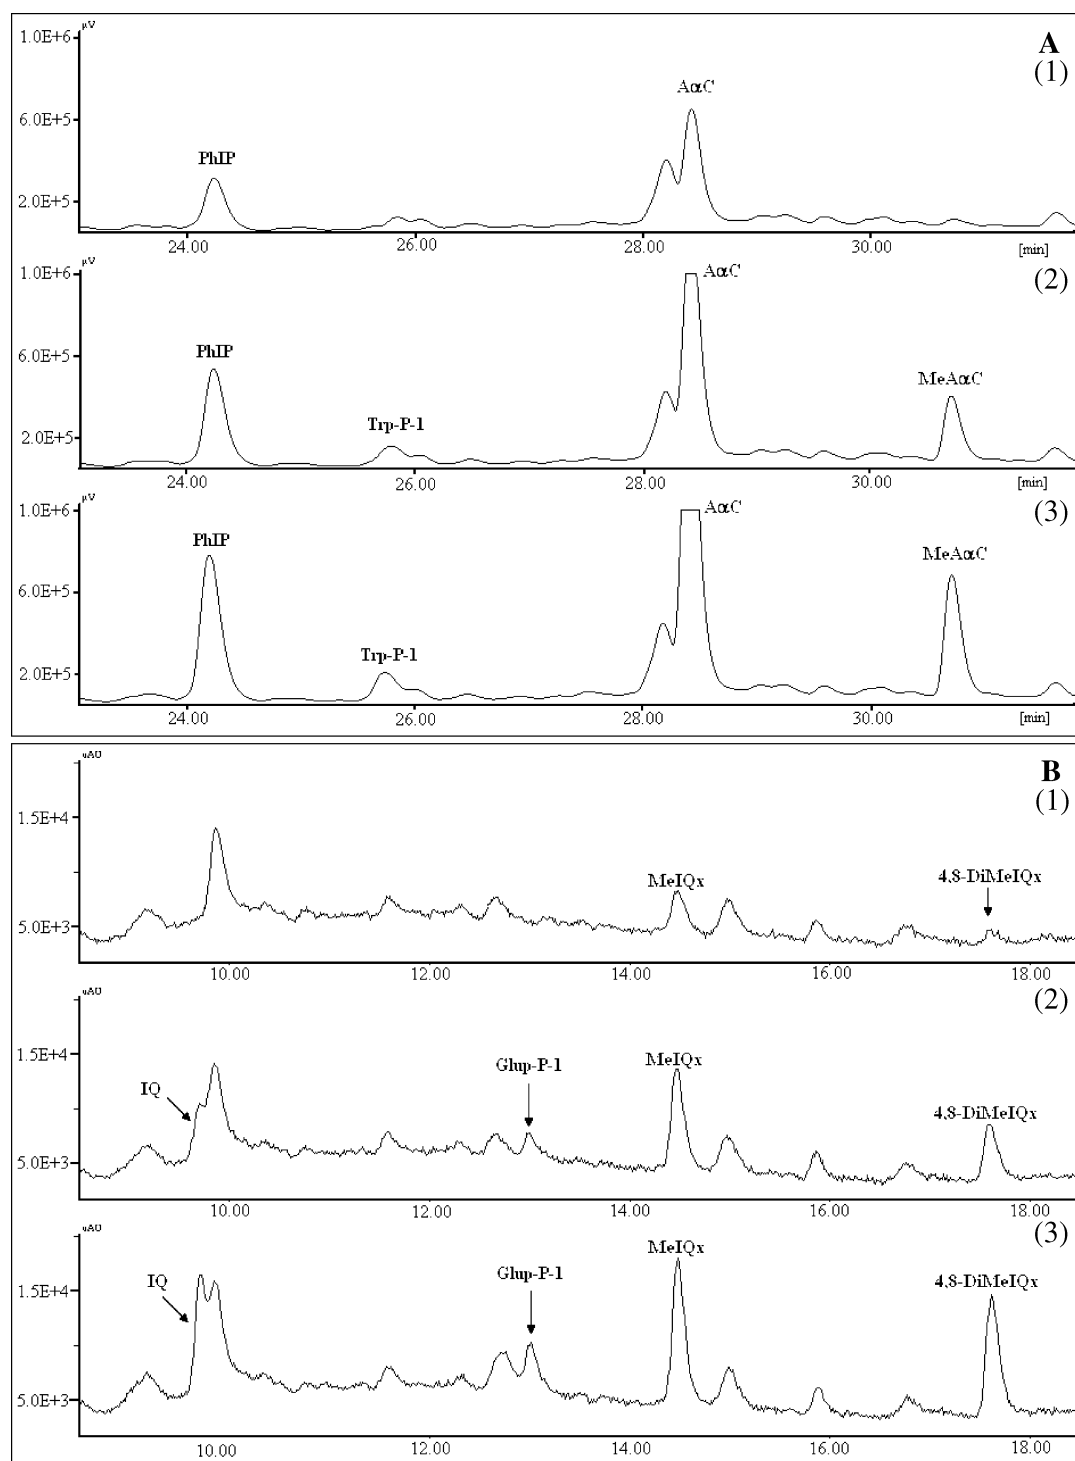 µV
1.0E+6
A
(1)
AαC
6.0E+5
PhIP
2.0E+5
24.00 26.00 28.00 30.00 [min]
µV
1.0E+6
AαC
(2)
PhIP
6.0E+5
MeAαC
Trp-P-1
2.0E+5
24.00 26.00 28.00 30.00 [min]
µV
1.0E+6
AαC
(3)
PhIP
MeAαC
6.0E+5
Trp-P-1
2.0E+5
24.00 26.00 28.00 30.00 [min]
uAU
B
(1)
1.5E+4
MeIQx
4,8-DiMeIQx
5.0E+3
10.00 12.00 14.00 16.00 18.00
uAU
(2)
1.5E+4
Glup-P-1
MeIQx
IQ
4,8-DiMeIQx
5.0E+3
10.00 12.00 14.00 16.00 18.00
uAU
(3)
MeIQx
Glup-P-1
IQ
4,8-DiMeIQx
1.5E+4
5.0E+3
10.00 12.00 14.00 16.00 18.00